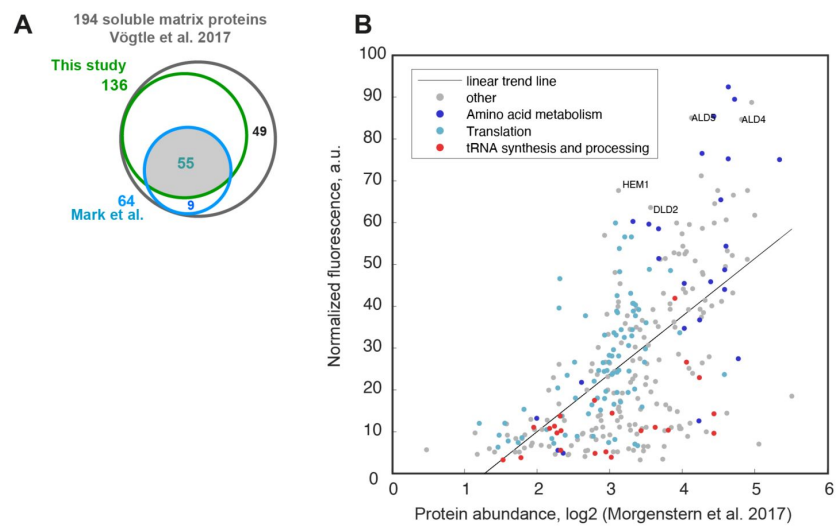 A
194 soluble matrix proteins
Vögtle et al. 2017
This study
136
49
55
64
Mark et al.
9
B
100
90
80
70
60
50
40
30
20
10
0
Normalized fluorescence, a.u.
linear trend line
other
Amino acid metabolism
Translation
tRNA synthesis and processing
ALD5
ALD4
HEM1
DLD2
0
1
2
3
4
5
6
Protein abundance, log2 (Morgenstern et al. 2017)